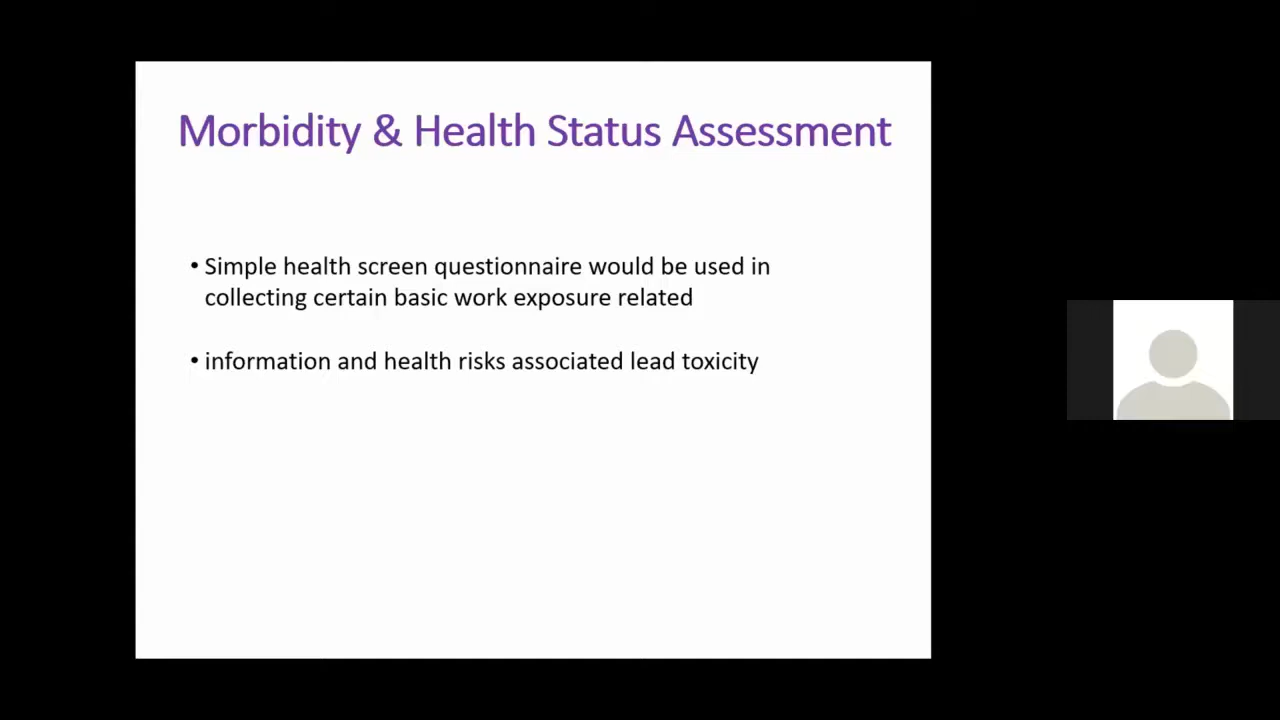 Morbidity & Health Status Assessment
• Simple health screen questionnaire would be used in
collecting certain basic work exposure related
• information and health risks associated lead toxicity